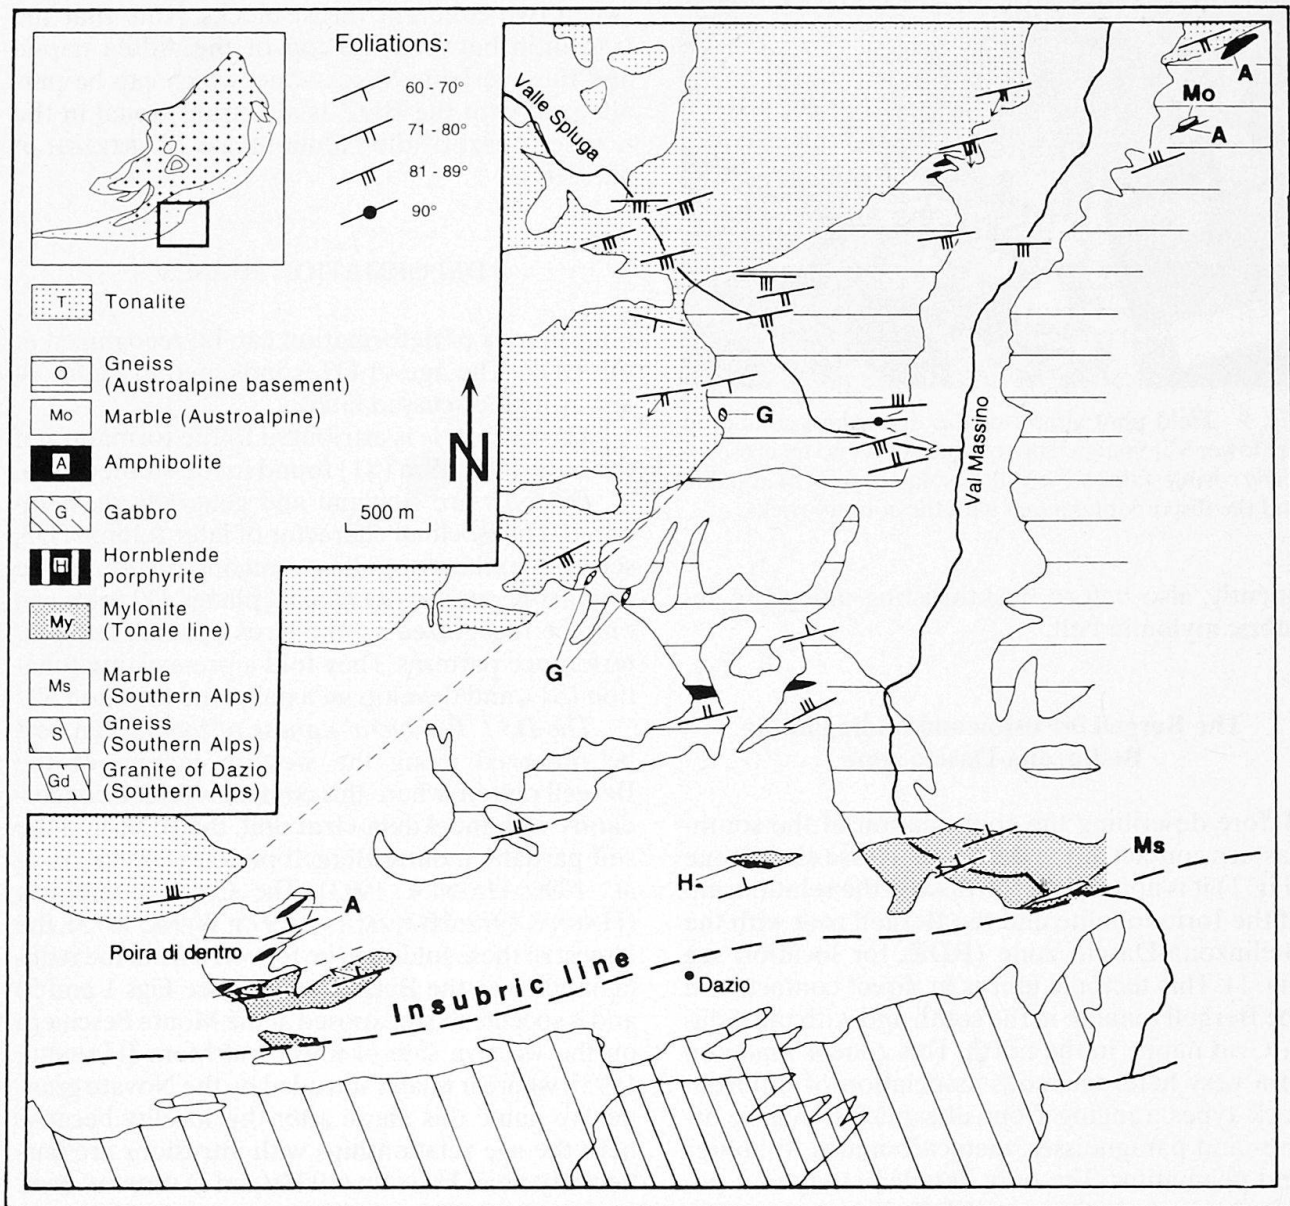 Foliations:
60 - 70°
71 - 80°
81 - 89°
90°
T Tonalite
O Gneiss
(Austroalpine basement)
Mo Marble (Austroalpine)
A Amphibolite
G Gabbro
H Hornblende
porphyrite
My Mylonite
(Tonale line)
Ms Marble
(Southern Alps)
S Gneiss
(Southern Alps)
Gd Granite of Dazio
(Southern Alps)
N
500 m
Valle Spluga
Val Massino
A
Mo
A
G
G
Ms
H
A
Poira di dentro
Insubric line
Dazio